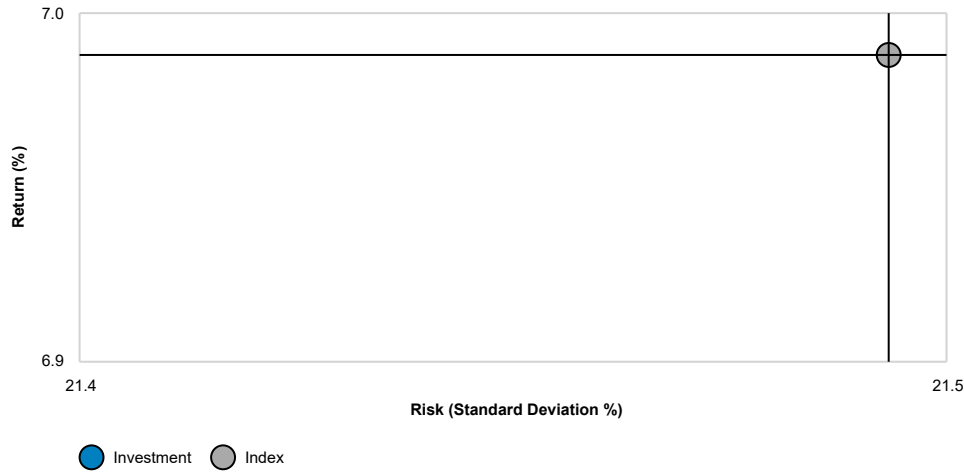 7.0
Return (%)
6.9
21.4
21.5
Risk (Standard Deviation %)
Investment
Index